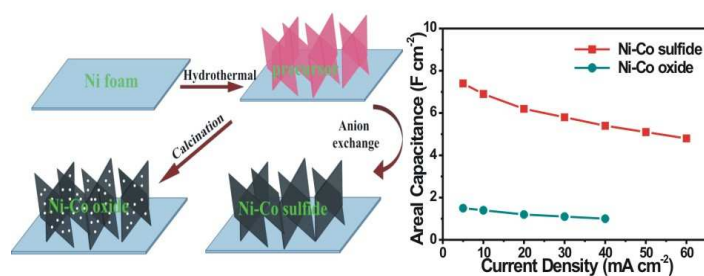 Ni foam
Hydrothermal
precursor
Calcination
Anion
exchange
Ni-Co oxide
Ni-Co sulfide
Areal Capacitance (F cm-2)
10
8
6
4
2
0
Ni-Co sulfide
Ni-Co oxide
0 10 20 30 40 50 60
Current Density (mA cm-2)